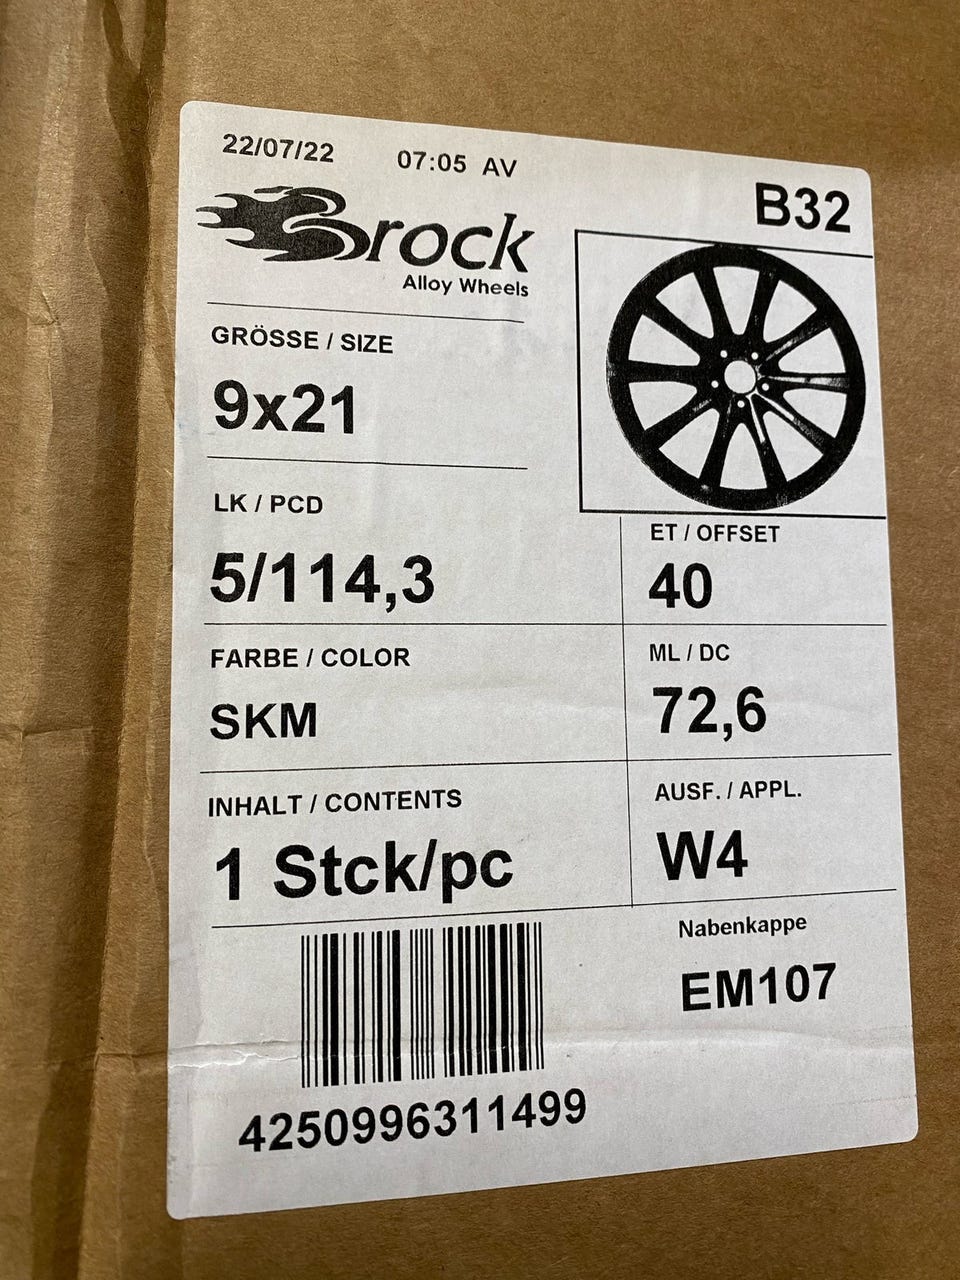 22/07/22 07:05 AV
B32
Brock
Alloy Wheels
GRÖSSE / SIZE
9x21
LK / PCD
5/114,3
ET / OFFSET
40
FARBE / COLOR
SKM
ML / DC
72,6
INHALT / CONTENTS
1 Stck/pc
AUSF. / APPL.
W4
Nabenkappe
EM107
4250996311499